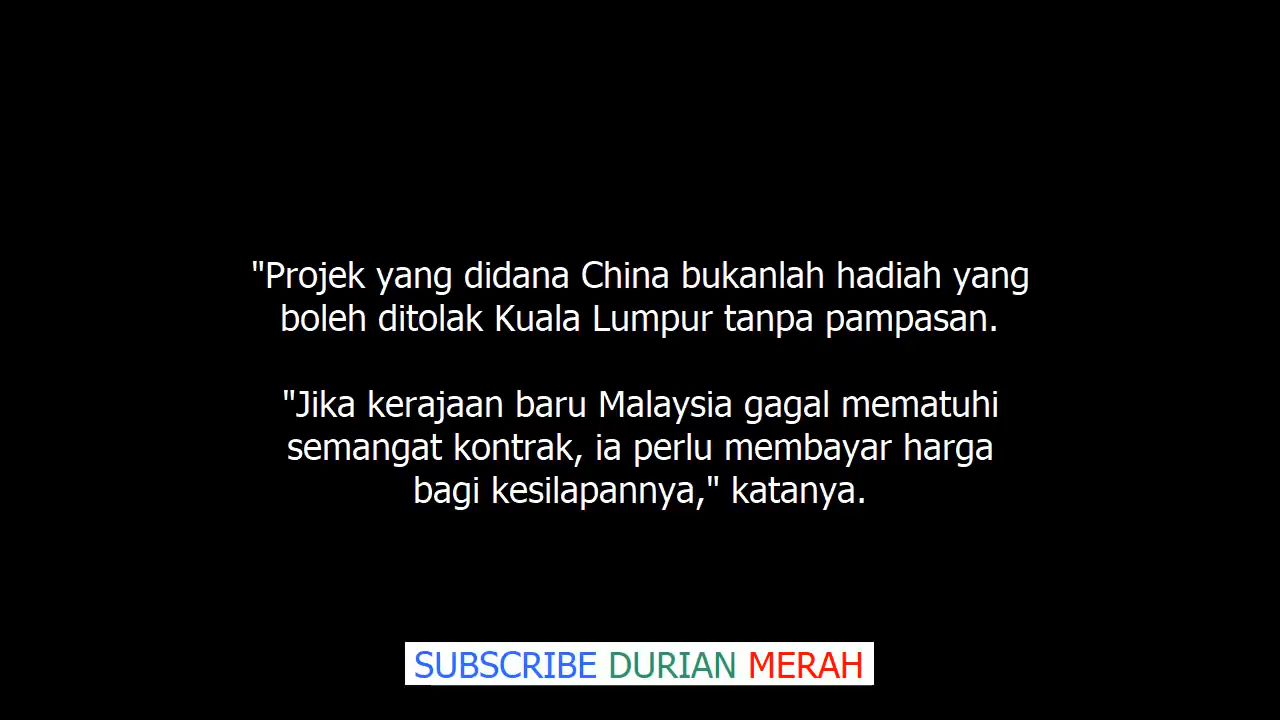 "Projek yang didana China bukanlah hadiah yang
boleh ditolak Kuala Lumpur tanpa pampasan.
"Jika kerajaan baru Malaysia gagal mematuhi
semangat kontrak, ia perlu membayar harga
bagi kesilapannya," katanya.
SUBSCRIBE DURIAN MERAH